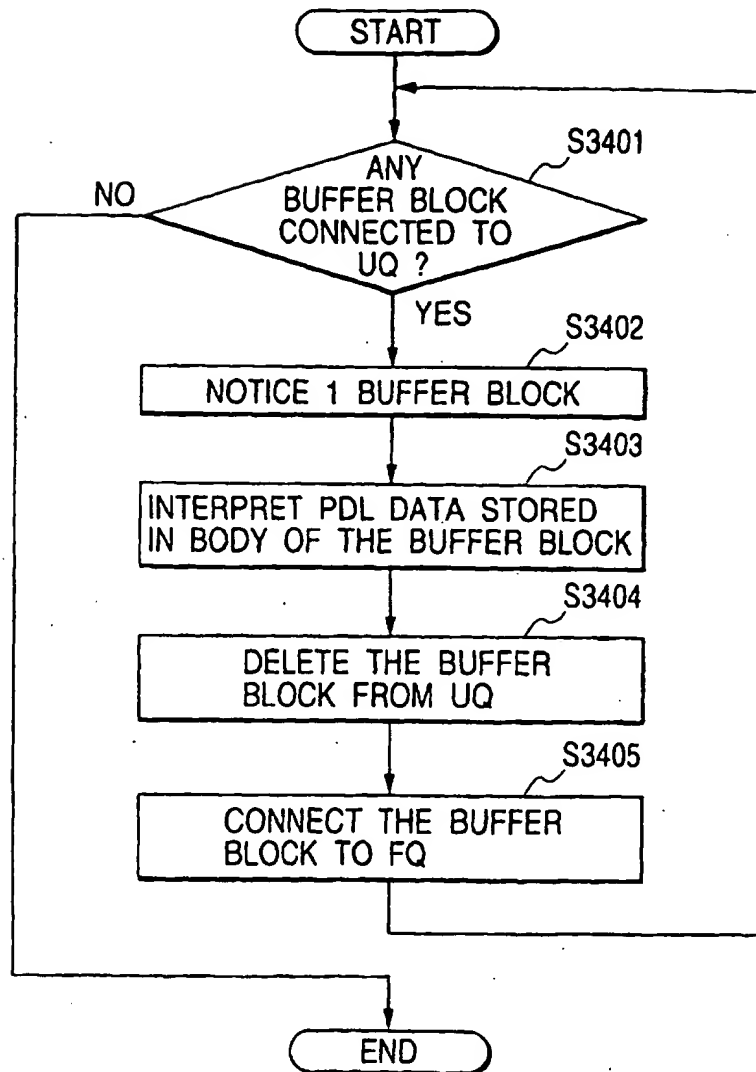 START
S3401
ANY
BUFFER BLOCK
CONNECTED TO
UQ ?
NO
YES
S3402
NOTICE 1 BUFFER BLOCK
S3403
INTERPRET PDL DATA STORED
IN BODY OF THE BUFFER BLOCK
S3404
DELETE THE BUFFER
BLOCK FROM UQ
S3405
CONNECT THE BUFFER
BLOCK TO FQ
END